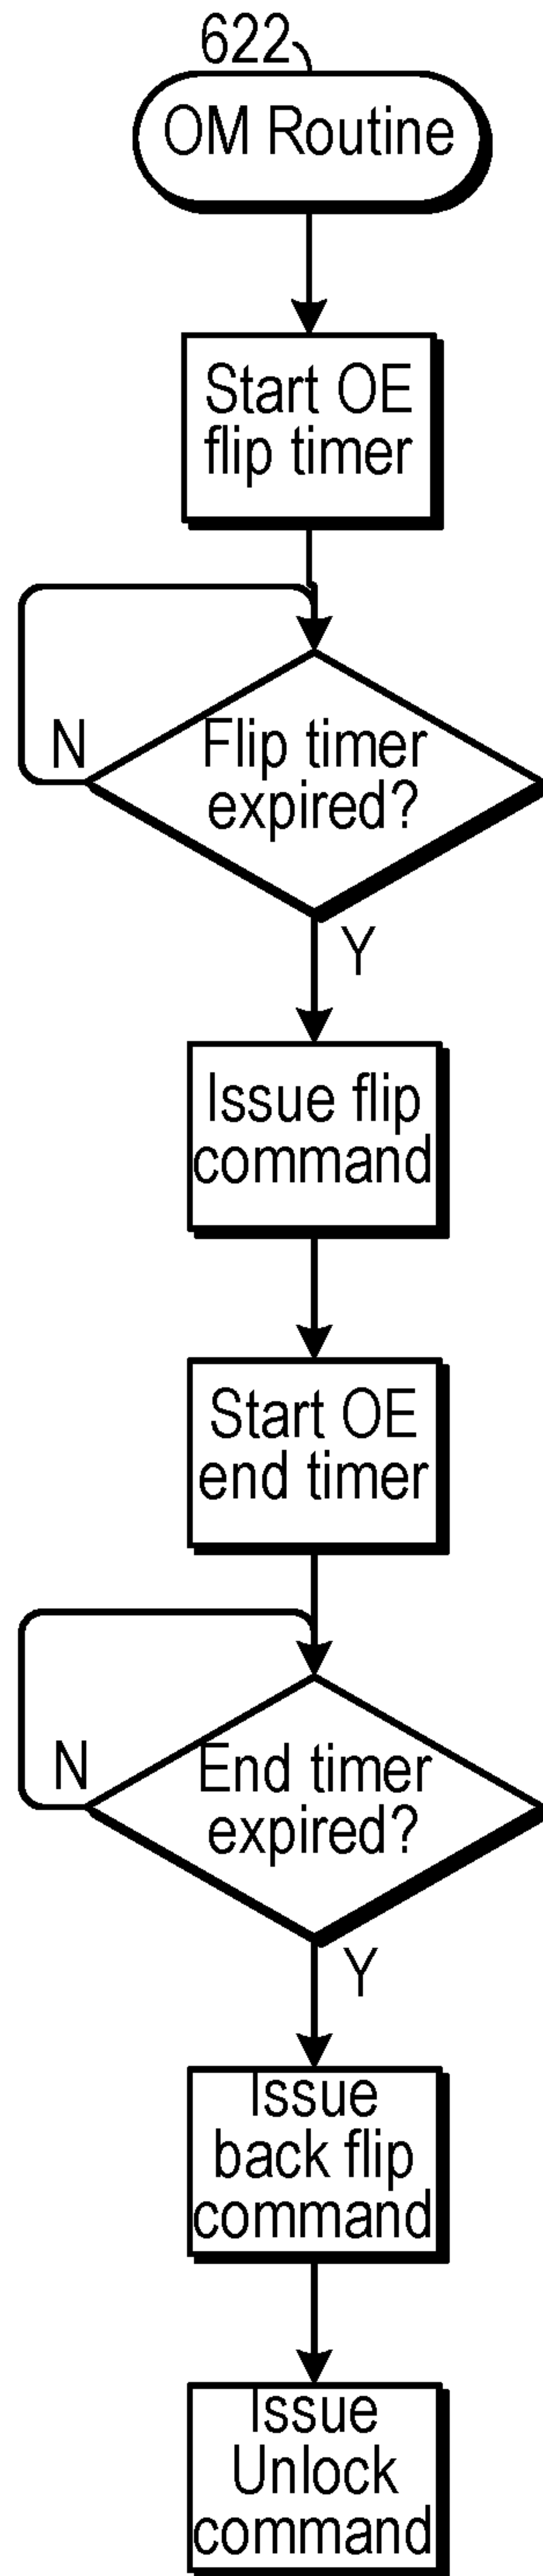 622
OM Routine
Start OE
flip timer
N
Flip timer
expired?
Y
Issue flip
command
Start OE
end timer
N
End timer
expired?
Y
Issue
back flip
command
Issue
Unlock
command